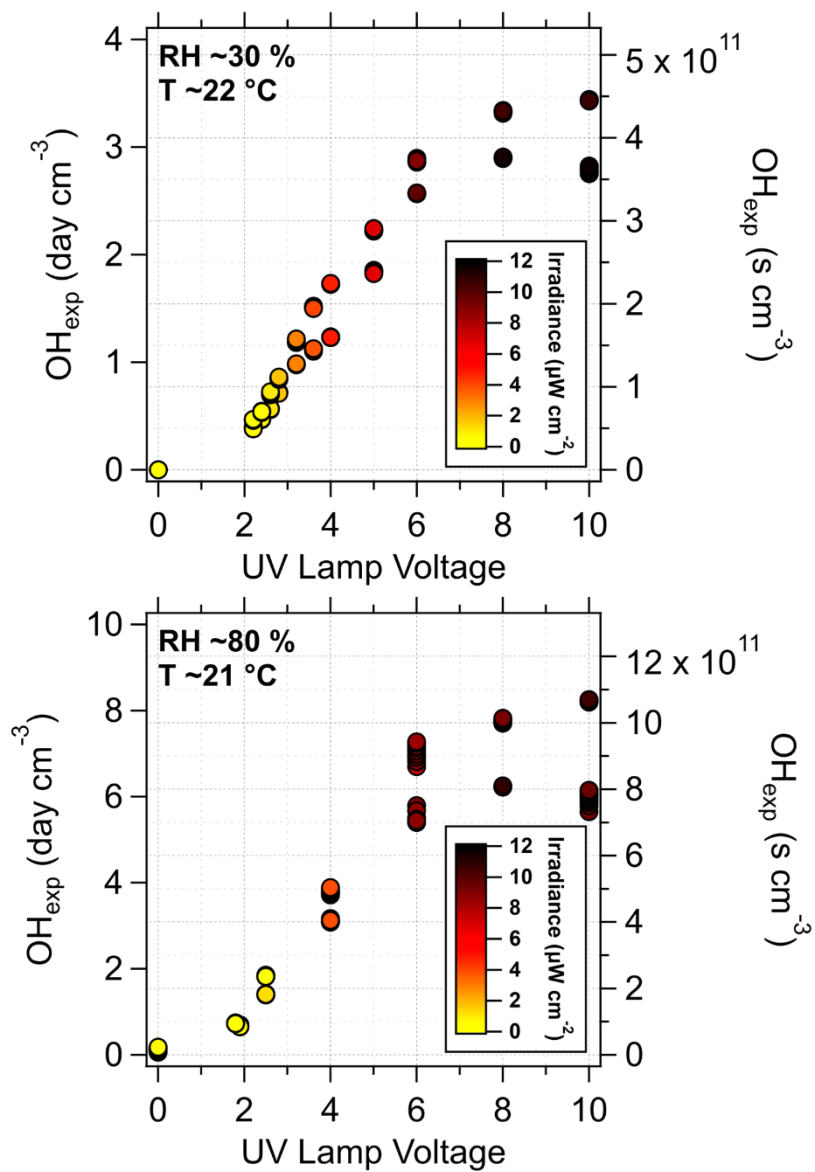 RH ~30 %
T ~22 °C
OHexp (day cm-3)
4
3
2
1
0
5 x 10^11
4
3
2
1
0
OHexp (s cm-3)
Irradiance (µW cm-2)
12
10
8
6
4
2
0
0 2 4 6 8 10
UV Lamp Voltage
RH ~80 %
T ~21 °C
OHexp (day cm-3)
10
8
6
4
2
0
12 x 10^11
10
8
6
4
2
0
OHexp (s cm-3)
Irradiance (µW cm-2)
12
10
8
6
4
2
0
0 2 4 6 8 10
UV Lamp Voltage